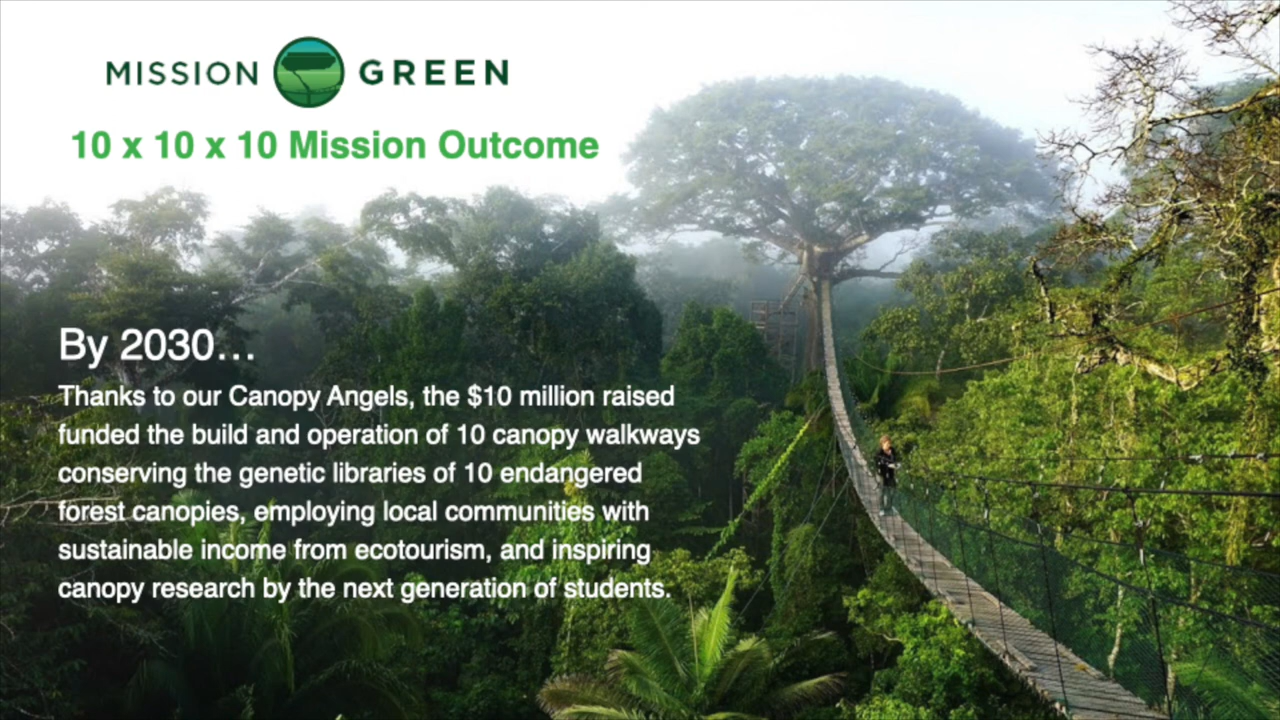 MISSION GREEN
10 x 10 x 10 Mission Outcome
By 2030...
Thanks to our Canopy Angels, the $10 million raised
funded the build and operation of 10 canopy walkways
conserving the genetic libraries of 10 endangered
forest canopies, employing local communities with
sustainable income from ecotourism, and inspiring
canopy research by the next generation of students.